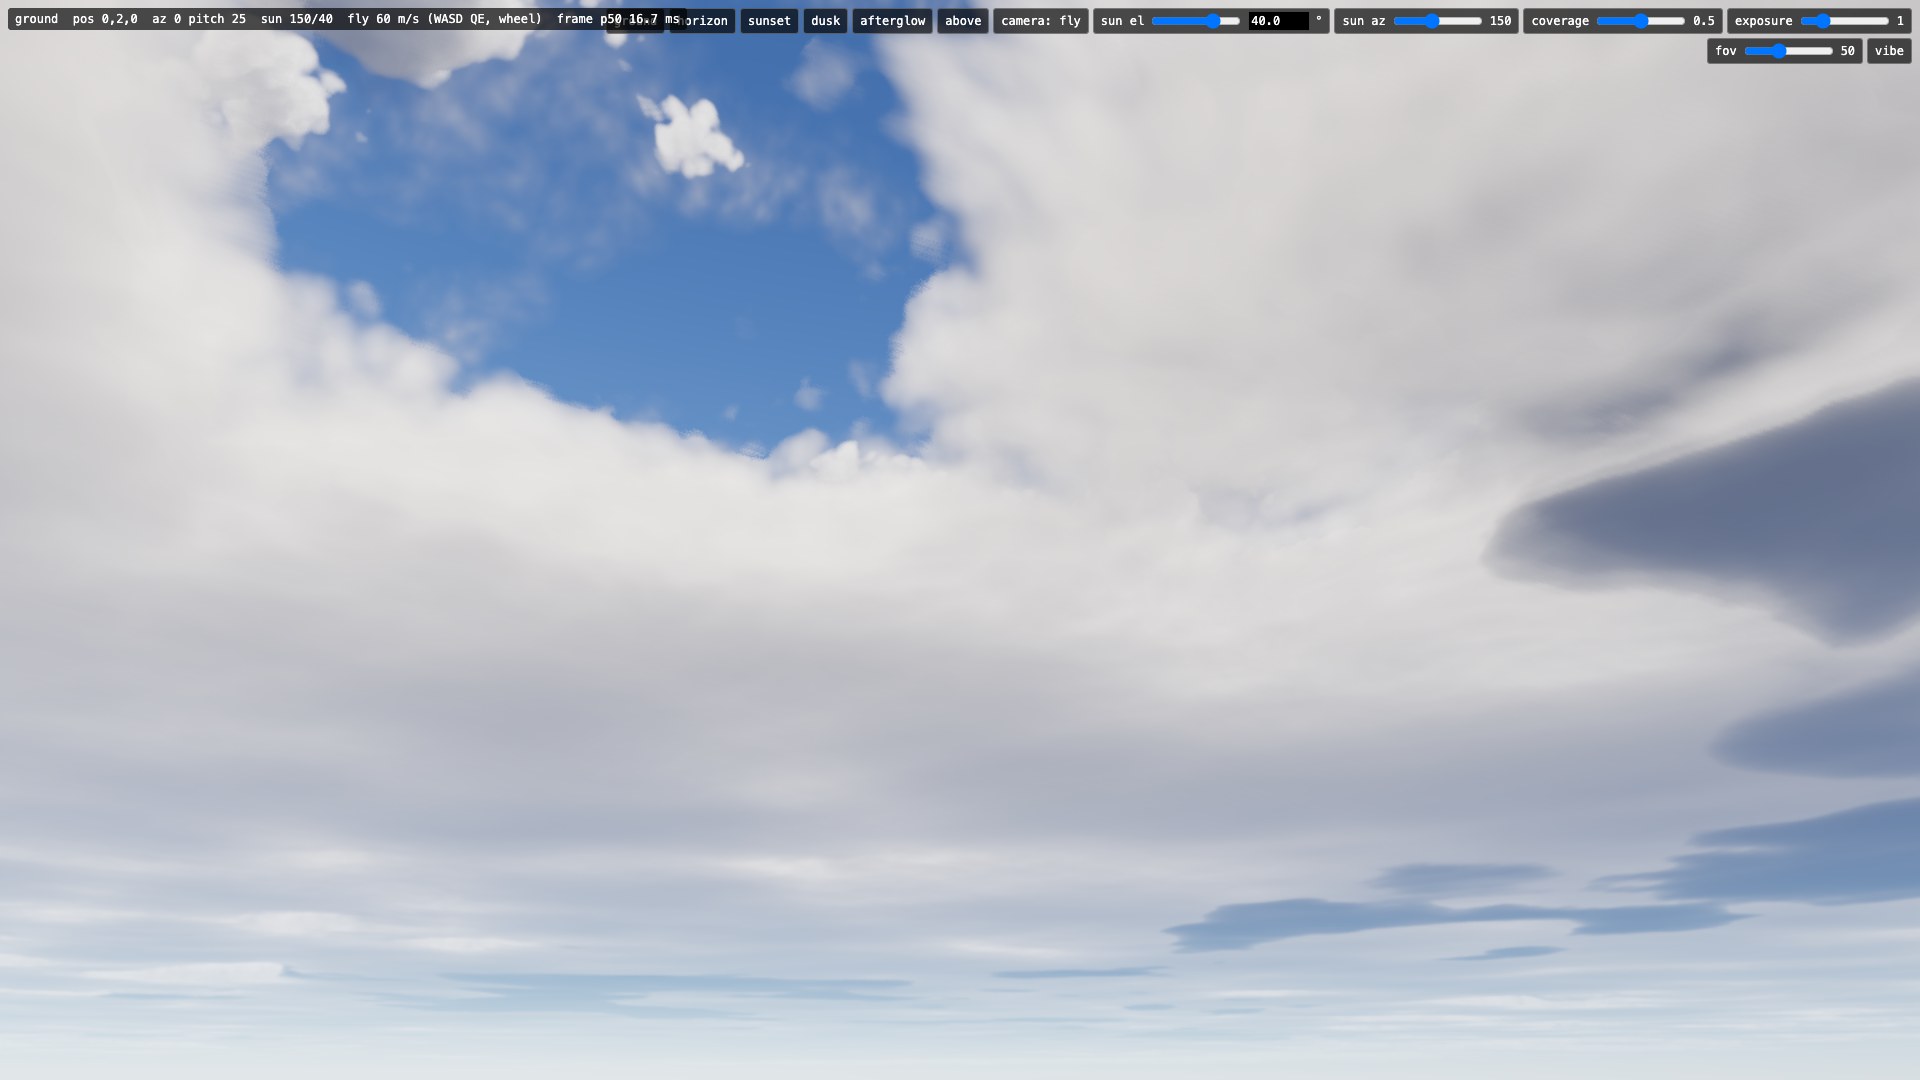 ground pos 0,2,0 az 0 pitch 25 sun 150/40 fly 60 m/s (WASD QE, wheel) frame p50 16.7 ms horizon sunset dusk afterglow above camera: fly sun el 40.0 ° sun az 150 coverage 0.5 exposure 1
fov 50 vibe